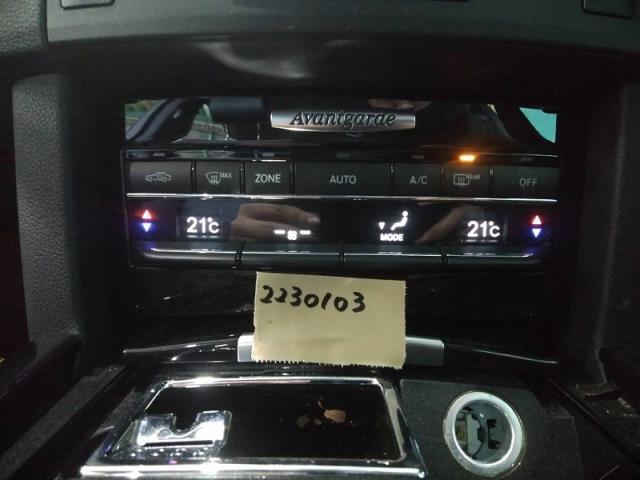 Avantgarde
MAX ZONE AUTO A/C REAR OFF
21°C MODE 21°C
2230103